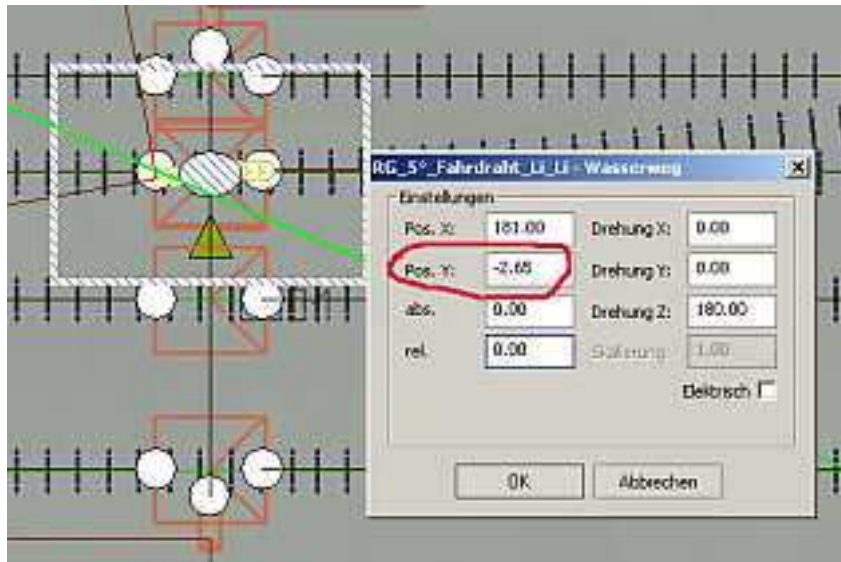 RG_5°_Fahrdraht_Li_Li - Wasserweg
Einstellungen
Pos. X: 181.00 Drehung X: 0.00
Pos. Y: -2.65 Drehung Y: 0.00
abs. 0.00 Drehung Z: 180.00
rel. 0.00 Skalierung: 1.00
Elektrisch
OK Abbrechen